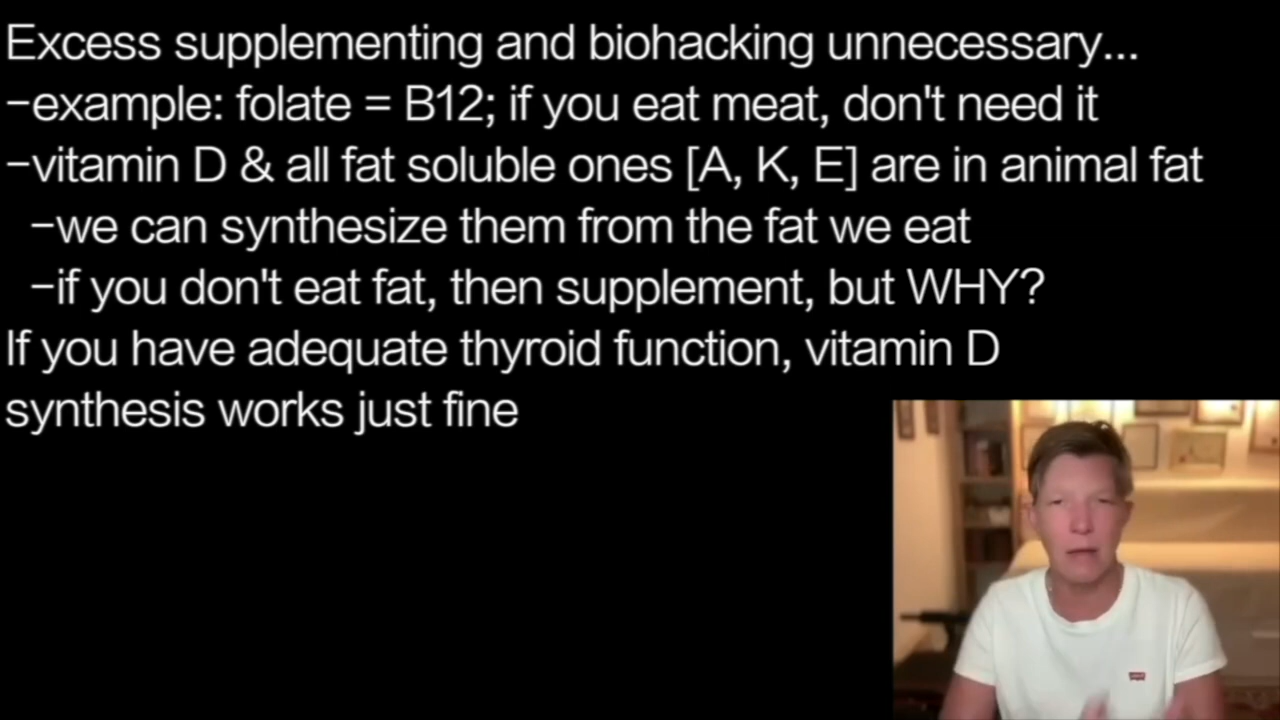 Excess supplementing and biohacking unnecessary...
-example: folate = B12; if you eat meat, don't need it
-vitamin D & all fat soluble ones [A, K, E] are in animal fat
-we can synthesize them from the fat we eat
-if you don't eat fat, then supplement, but WHY?
If you have adequate thyroid function, vitamin D
synthesis works just fine